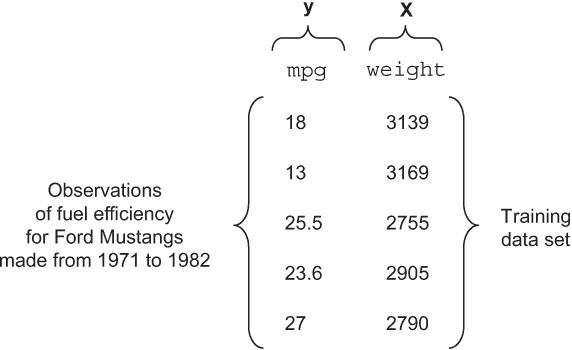 y X
mpg weight
18 3139
13 3169
25.5 2755
23.6 2905
27 2790
Observations
of fuel efficiency
for Ford Mustangs
made from 1971 to 1982
Training
data set